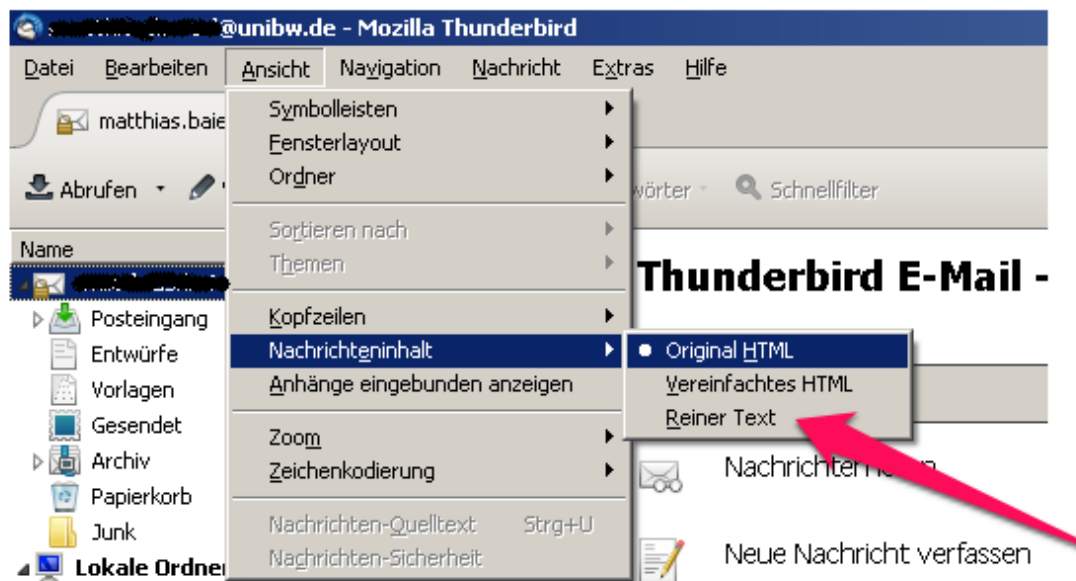 @unibw.de - Mozilla Thunderbird
Datei Bearbeiten Ansicht Navigation Nachricht Extras Hilfe
matthias.baie
Abrufen
wörter
Schnellfilter
Name
Posteingang
Entwürfe
Vorlagen
Gesendet
Archiv
Papierkorb
Junk
Lokale Ordner
Symbolleisten
Fensterlayout
Ordner
Sortieren nach
Themen
Kopfzeilen
Nachrichteninhalt
Anhänge eingebunden anzeigen
Zoom
Zeichenkodierung
Nachrichten-Quelltext Strg+U
Nachrichten-Sicherheit
Original HTML
Vereinfachtes HTML
Reiner Text
Thunderbird E-Mail -
Neue Nachricht verfassen